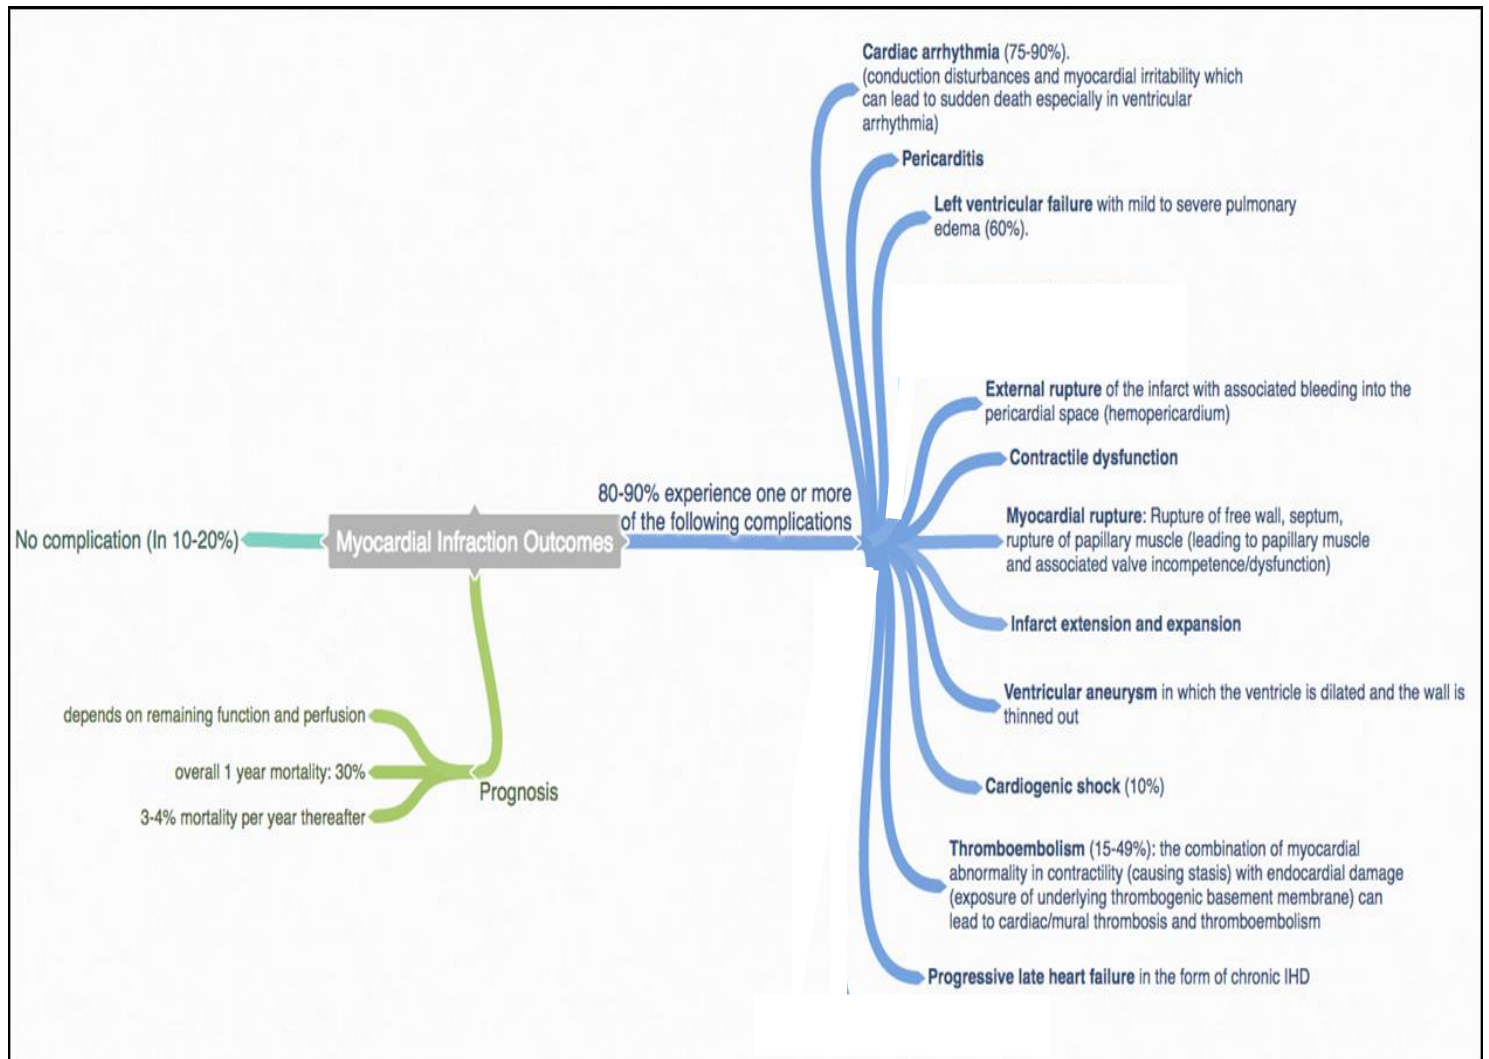 Cardiac arrhythmia (75-90%).
(conduction disturbances and myocardial irritability which
can lead to sudden death especially in ventricular
arrhythmia)
Pericarditis
Left ventricular failure with mild to severe pulmonary
edema (60%).
External rupture of the infarct with associated bleeding into the
pericardial space (hemopericardium)
Contractile dysfunction
80-90% experience one or more
of the following complications
Myocardial rupture: Rupture of free wall, septum,
rupture of papillary muscle (leading to papillary muscle
and associated valve incompetence/dysfunction)
No complication (In 10-20%)
Myocardial Infraction Outcomes
Infarct extension and expansion
Ventricular aneurysm in which the ventricle is dilated and the wall is
thinned out
depends on remaining function and perfusion
overall 1 year mortality: 30%
3-4% mortality per year thereafter
Prognosis
Cardiogenic shock (10%)
Thromboembolism (15-49%): the combination of myocardial
abnormality in contractility (causing stasis) with endocardial damage
(exposure of underlying thrombogenic basement membrane) can
lead to cardiac/mural thrombosis and thromboembolism
Progressive late heart failure in the form of chronic IHD